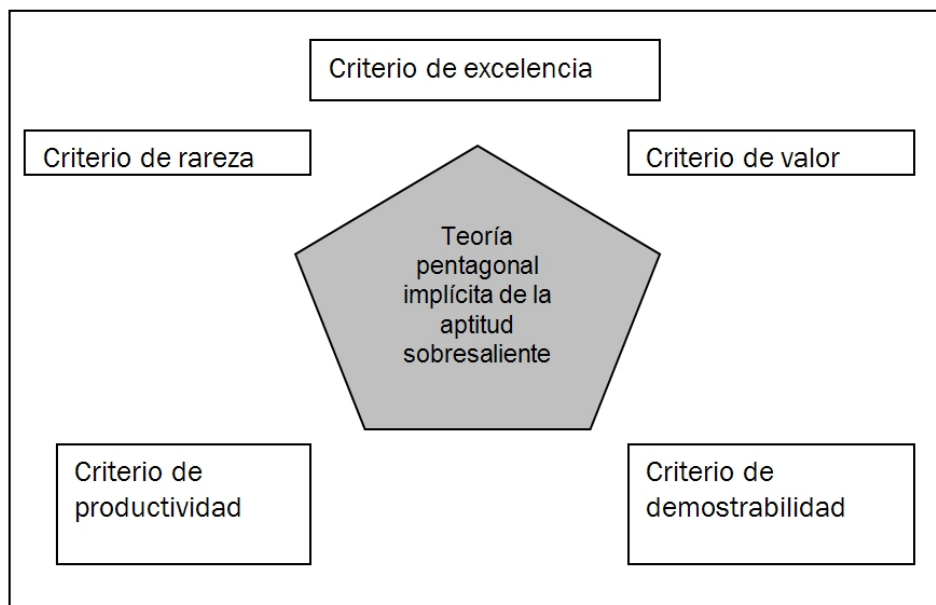 Criterio de excelencia
Criterio de rareza
Criterio de valor
Teoría
pentagonal
implícita de la
aptitud
sobresaliente
Criterio de
productividad
Criterio de
demostrabilidad